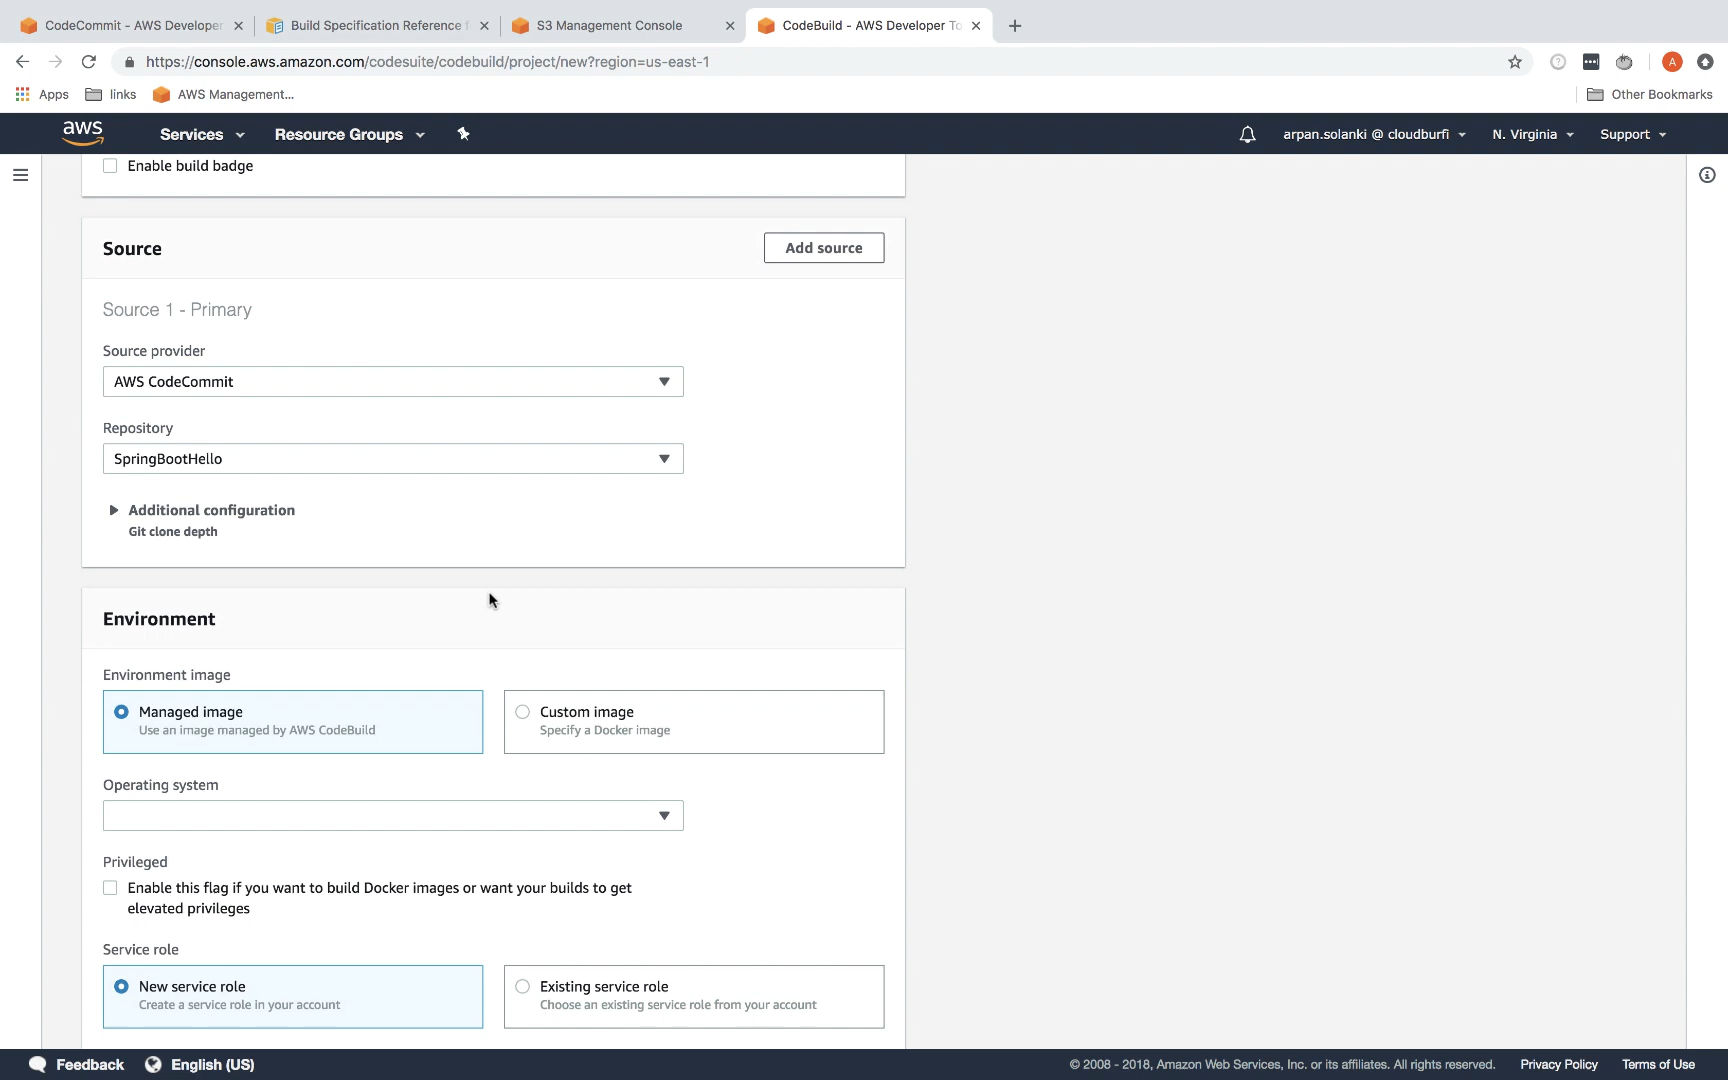 CodeCommit - AWS Developer
Build Specification Reference f
S3 Management Console
CodeBuild - AWS Developer To
https://console.aws.amazon.com/codesuite/codebuild/project/new?region=us-east-1
Apps
links
AWS Management...
Other Bookmarks
A
aws
Services
Resource Groups
arpan.solanki @ cloudburfi
N. Virginia
Support
Enable build badge
Source
Add source
Source 1 - Primary
Source provider
AWS CodeCommit
Repository
SpringBootHello
Additional configuration
Git clone depth
Environment
Environment image
Managed image
Use an image managed by AWS CodeBuild
Custom image
Specify a Docker image
Operating system
Privileged
Enable this flag if you want to build Docker images or want your builds to get
elevated privileges
Service role
New service role
Create a service role in your account
Existing service role
Choose an existing service role from your account
Feedback
English (US)
© 2008 - 2018, Amazon Web Services, Inc. or its affiliates. All rights reserved.
Privacy Policy
Terms of Use